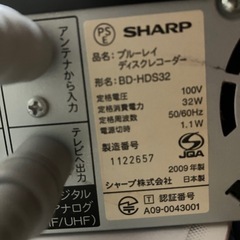 アンテナから入力
テレビへ出力
ジタル
アナログ
F/UHF)
PS
E
SHARP
品名: ブルーレイ
ディスクレコーダー
形名: BD-HDS32
定格電圧 100V
定格消費電力 32W
定格周波数 50/60Hz
電源切時 1.1W
製造番号
1122657
JQA
2009年製
シャープ株式会社 日本製
T 認証番号
A09-0043001